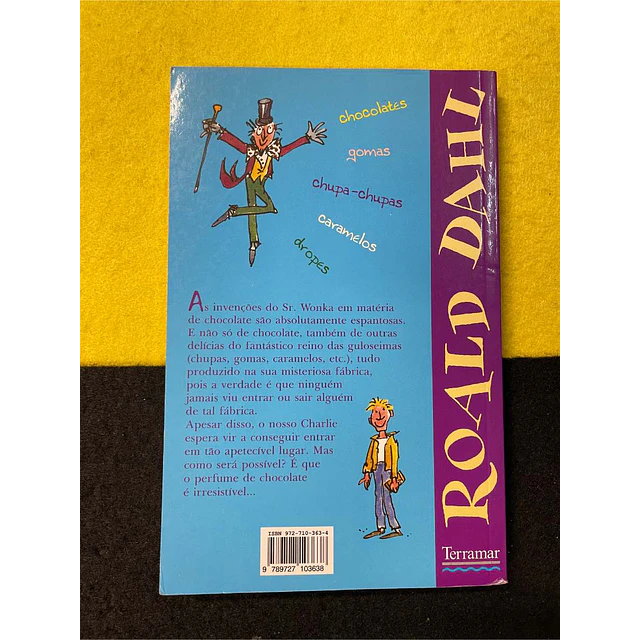 chocolates
gomas
chupa-chupas
caramelos
dropes
As invenções do Sr. Wonka em matéria
de chocolate são absolutamente espantosas.
E não só de chocolate, também de outras
delícias do fantástico reino das guloseimas
(chupas, gomas, caramelos, etc.), tudo
produzido na sua misteriosa fábrica,
pois a verdade é que ninguém
jamais viu entrar ou sair alguém
de tal fábrica.
Apesar disso, o nosso Charlie
espera vir a conseguir entrar
em tão apetecível lugar. Mas
como será possível? É que
o perfume de chocolate
é irresistível...
ISBN 972-710-363-4
9 789727 103638
ROALD DAHL
Terramar